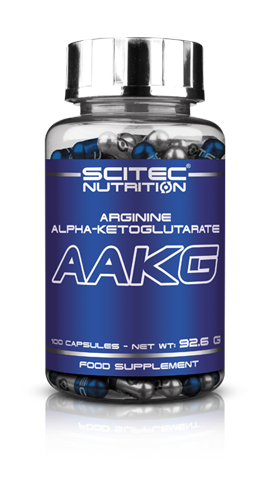 SCITEC®
NUTRITION
ARGININE
ALPHA-KETOGLUTARATE
AAKG
100 CAPSULES - NET WT: 92.6 G
FOOD SUPPLEMENT